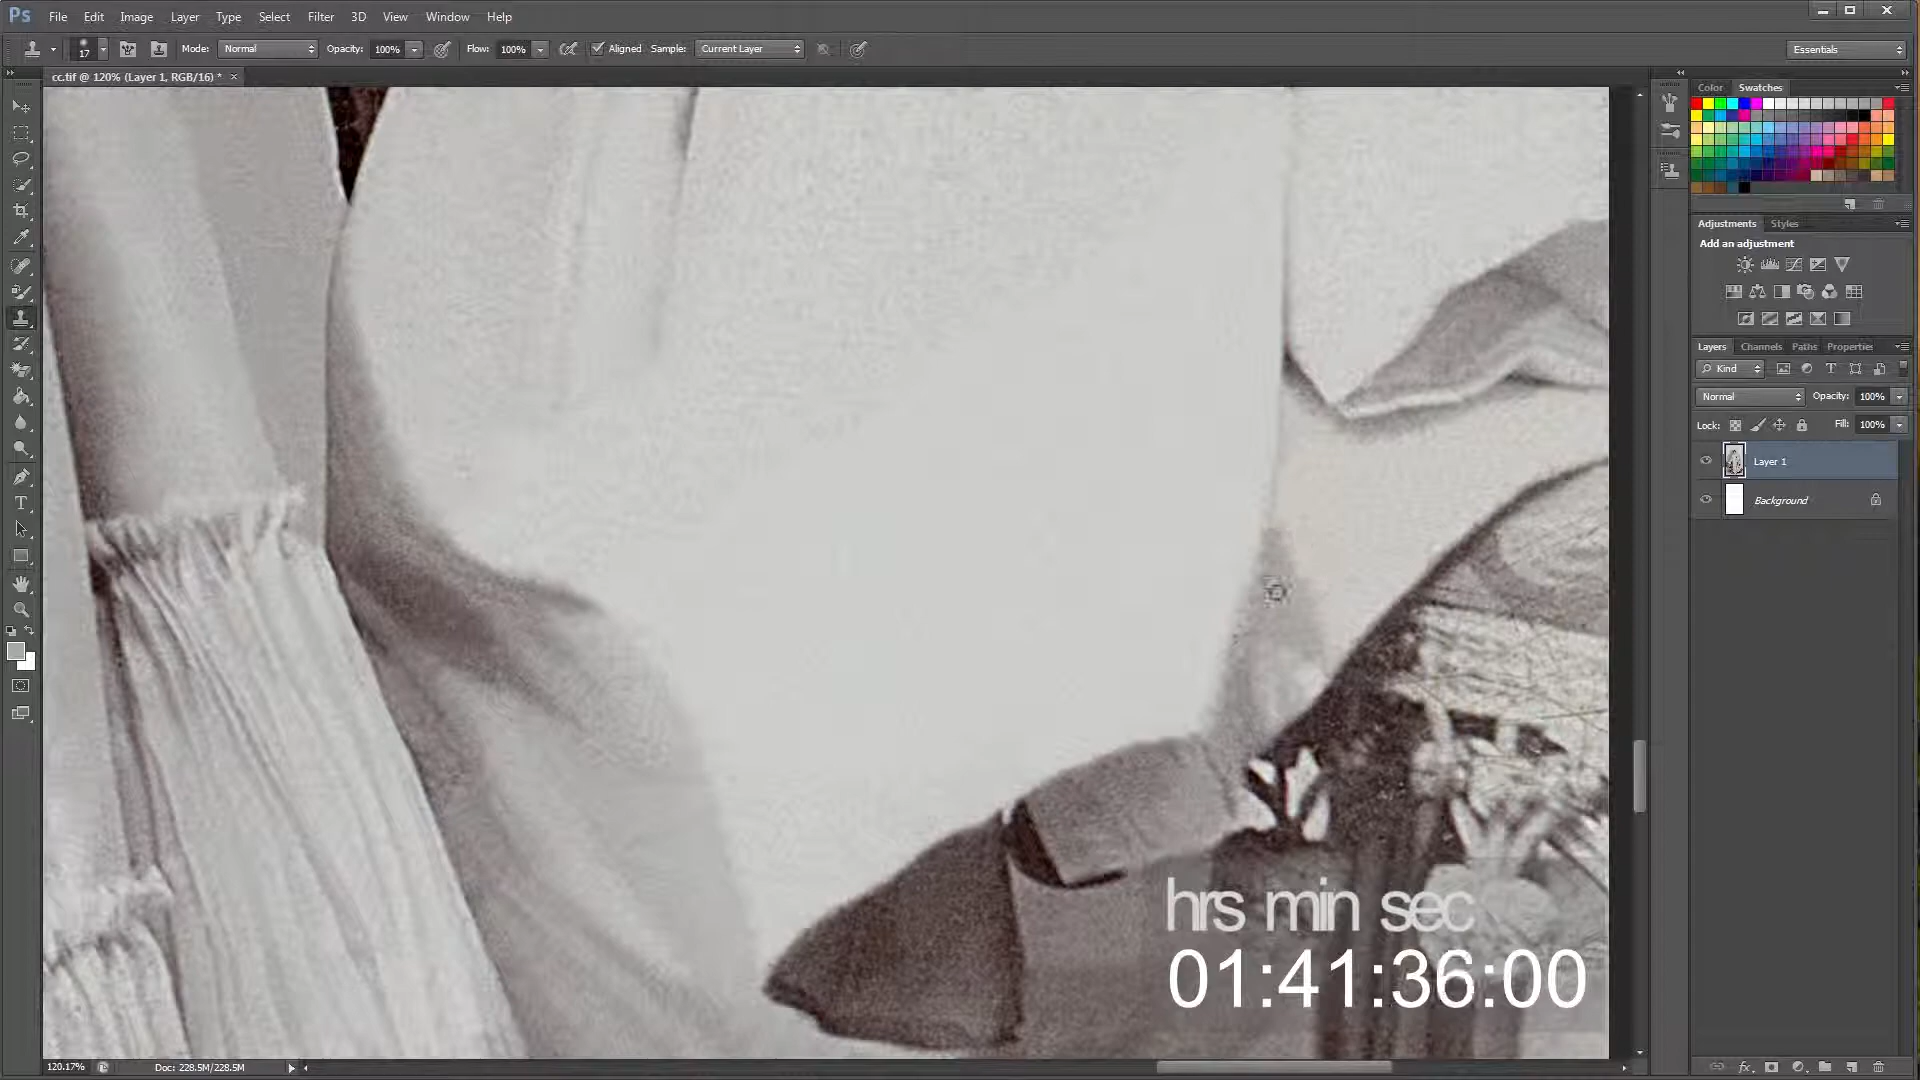 Ps File Edit Image Layer Type Select Filter 3D View Window Help
17 Mode: Normal Opacity: 100% Flow: 100% Aligned Sample: Current Layer Essentials
cc.tif @ 120% (Layer 1, RGB/16) * ×
Color Swatches
Adjustments Styles
Add an adjustment
Layers Channels Paths Properties
Kind
Normal Opacity: 100%
Lock: Fill: 100%
Layer 1
Background
hrs min sec
01:41:36:00
120.17% Doc: 228.5M/228.5M